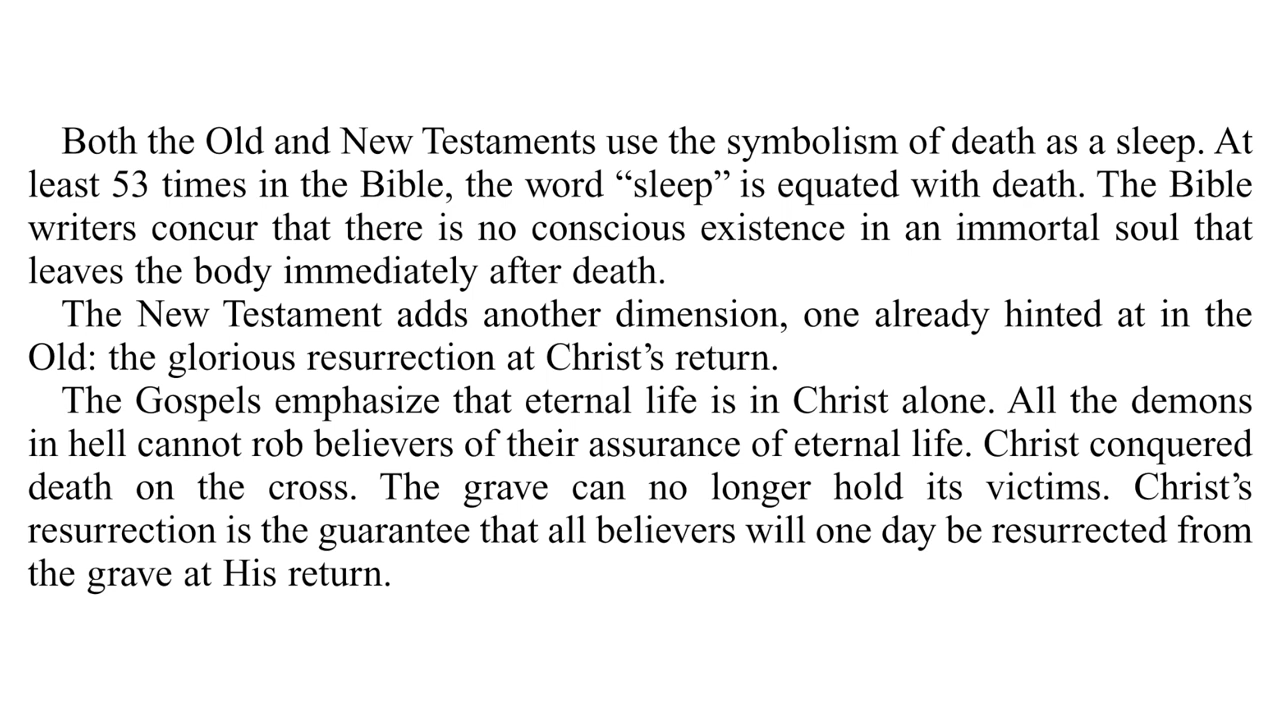 Both the Old and New Testaments use the symbolism of death as a sleep. At
least 53 times in the Bible, the word “sleep” is equated with death. The Bible
writers concur that there is no conscious existence in an immortal soul that
leaves the body immediately after death.
The New Testament adds another dimension, one already hinted at in the
Old: the glorious resurrection at Christ’s return.
The Gospels emphasize that eternal life is in Christ alone. All the demons
in hell cannot rob believers of their assurance of eternal life. Christ conquered
death on the cross. The grave can no longer hold its victims. Christ’s
resurrection is the guarantee that all believers will one day be resurrected from
the grave at His return.